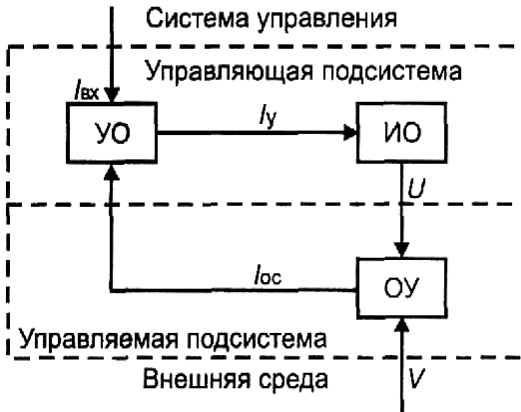 Система управления
Управляющая подсистема
Iвх
УО
Iу
ИО
U
Iос
ОУ
Управляемая подсистема
Внешняя среда
V